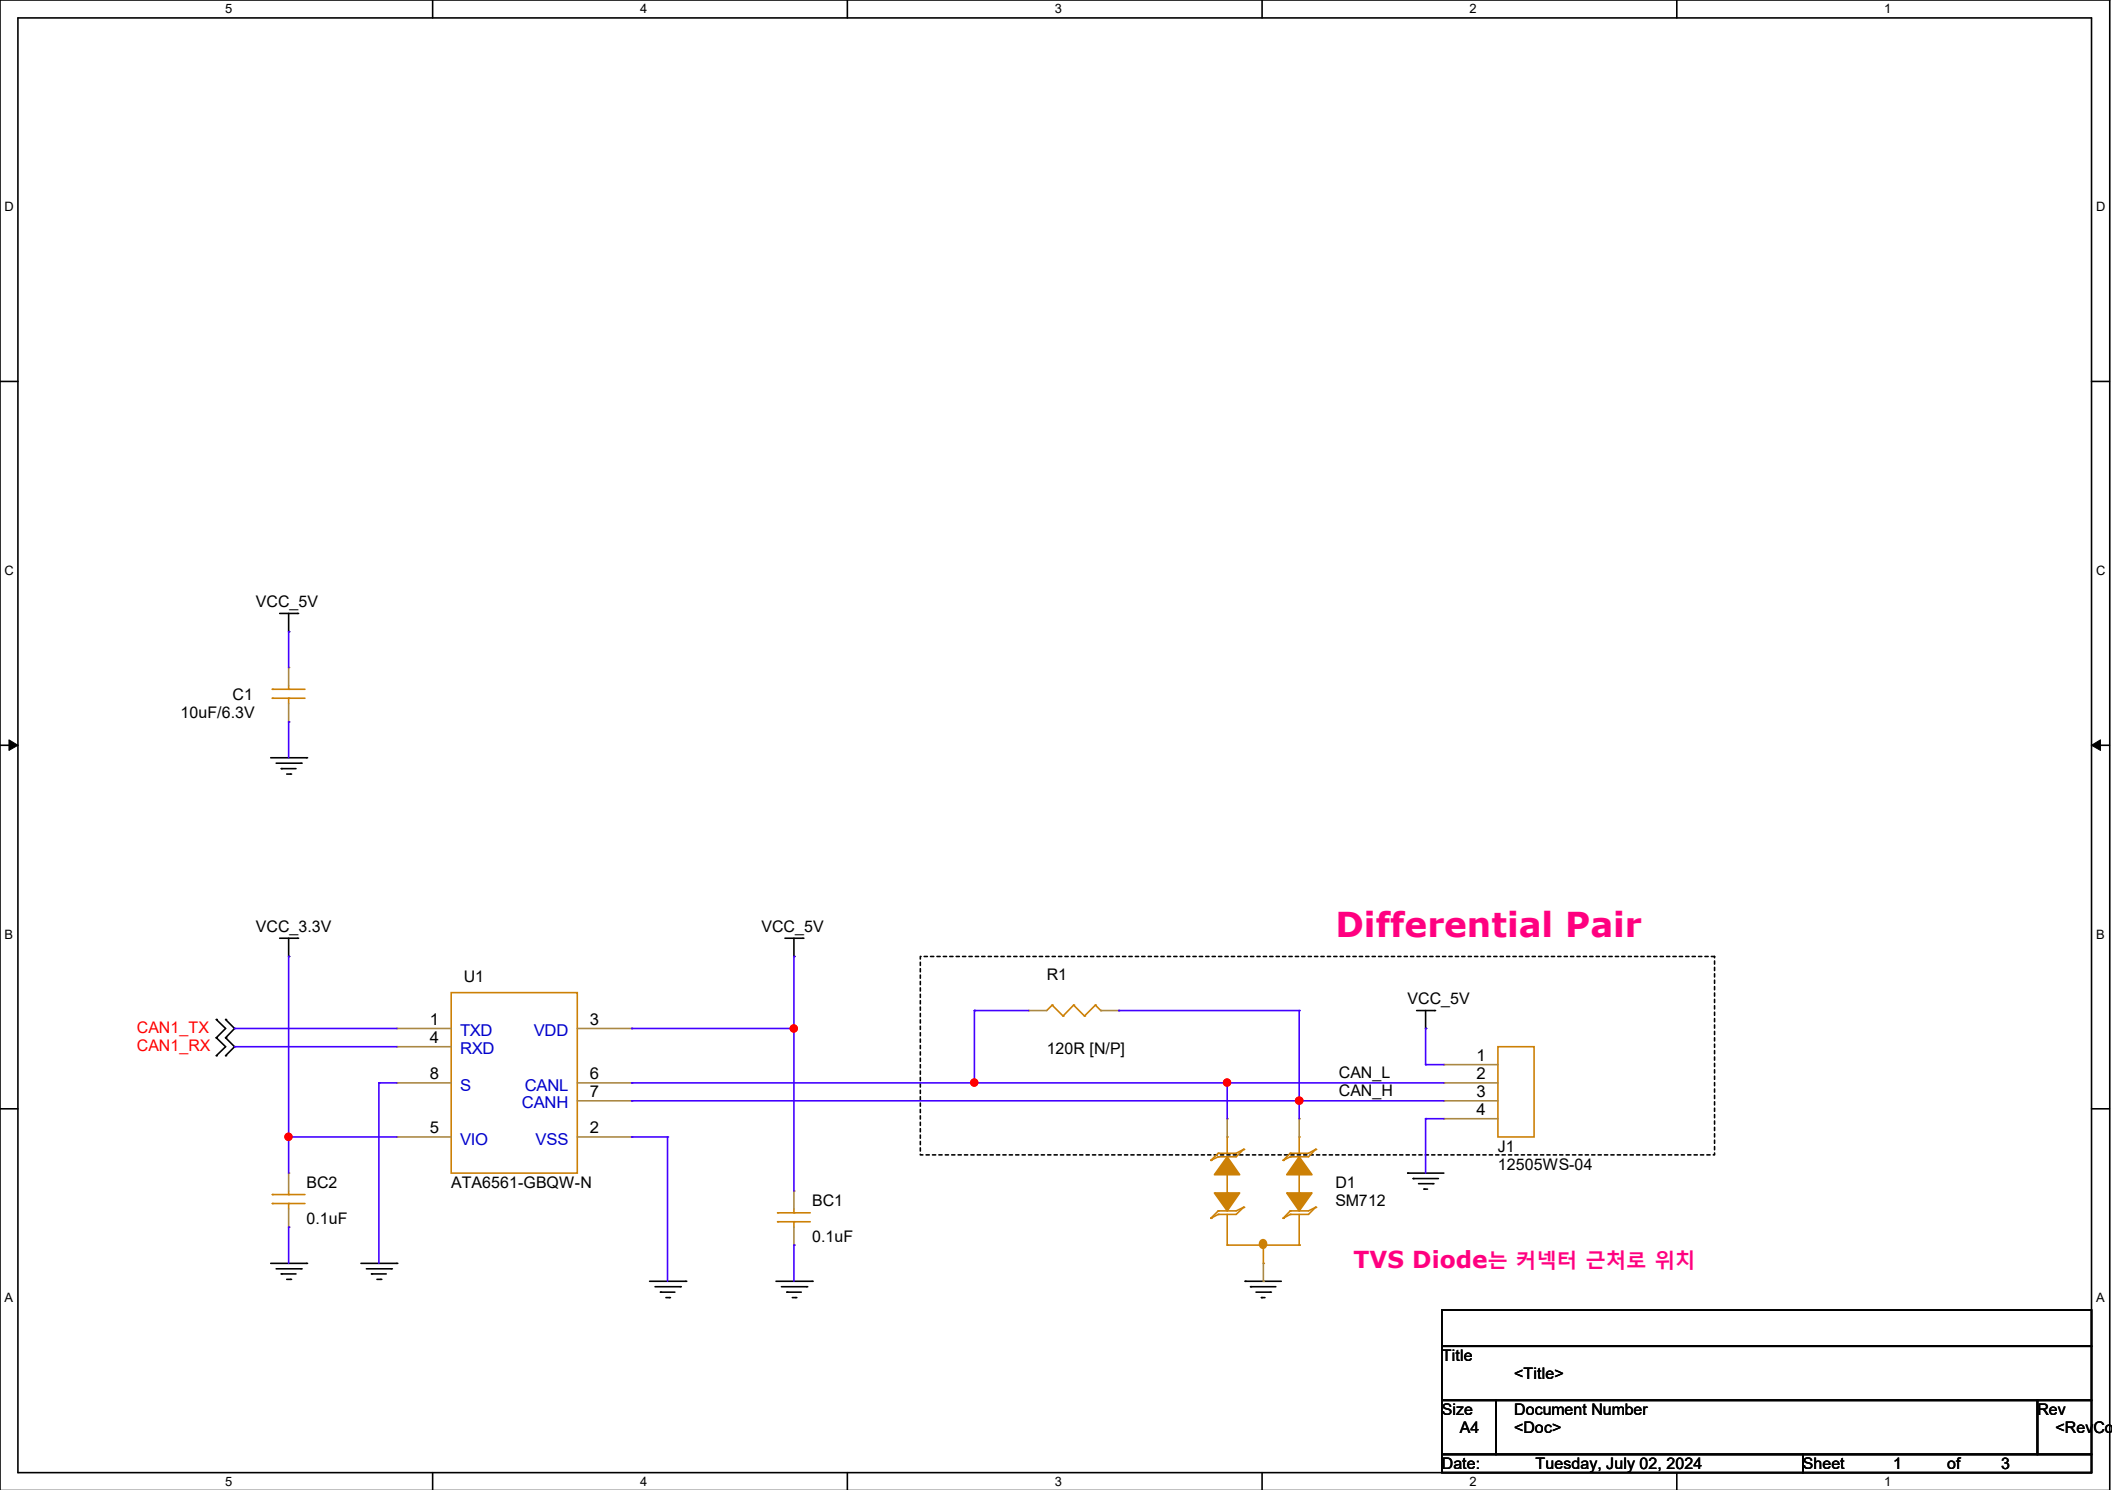 5 4 3 2 1
D D
C C
B B
A A
VCC_5V
C1
10uF/6.3V
VCC_3.3V
VCC_5V
Differential Pair
U1
R1
VCC_5V
CAN1_TX
CAN1_RX
1 TXD VDD 3
4 RXD
8 S CANL 6
CANH 7
5 VIO VSS 2
120R [N/P]
CAN_L
CAN_H
1
2
3
4
J1
12505WS-04
ATA6561-GBQW-N
BC2
0.1uF
BC1
0.1uF
D1
SM712
TVS Diode는 커넥터 근처로 위치
Title
<Title>
Size
A4
Document Number
<Doc>
Rev
<RevCo
Date: Tuesday, July 02, 2024 Sheet 1 of 3
5 4 3 2 1